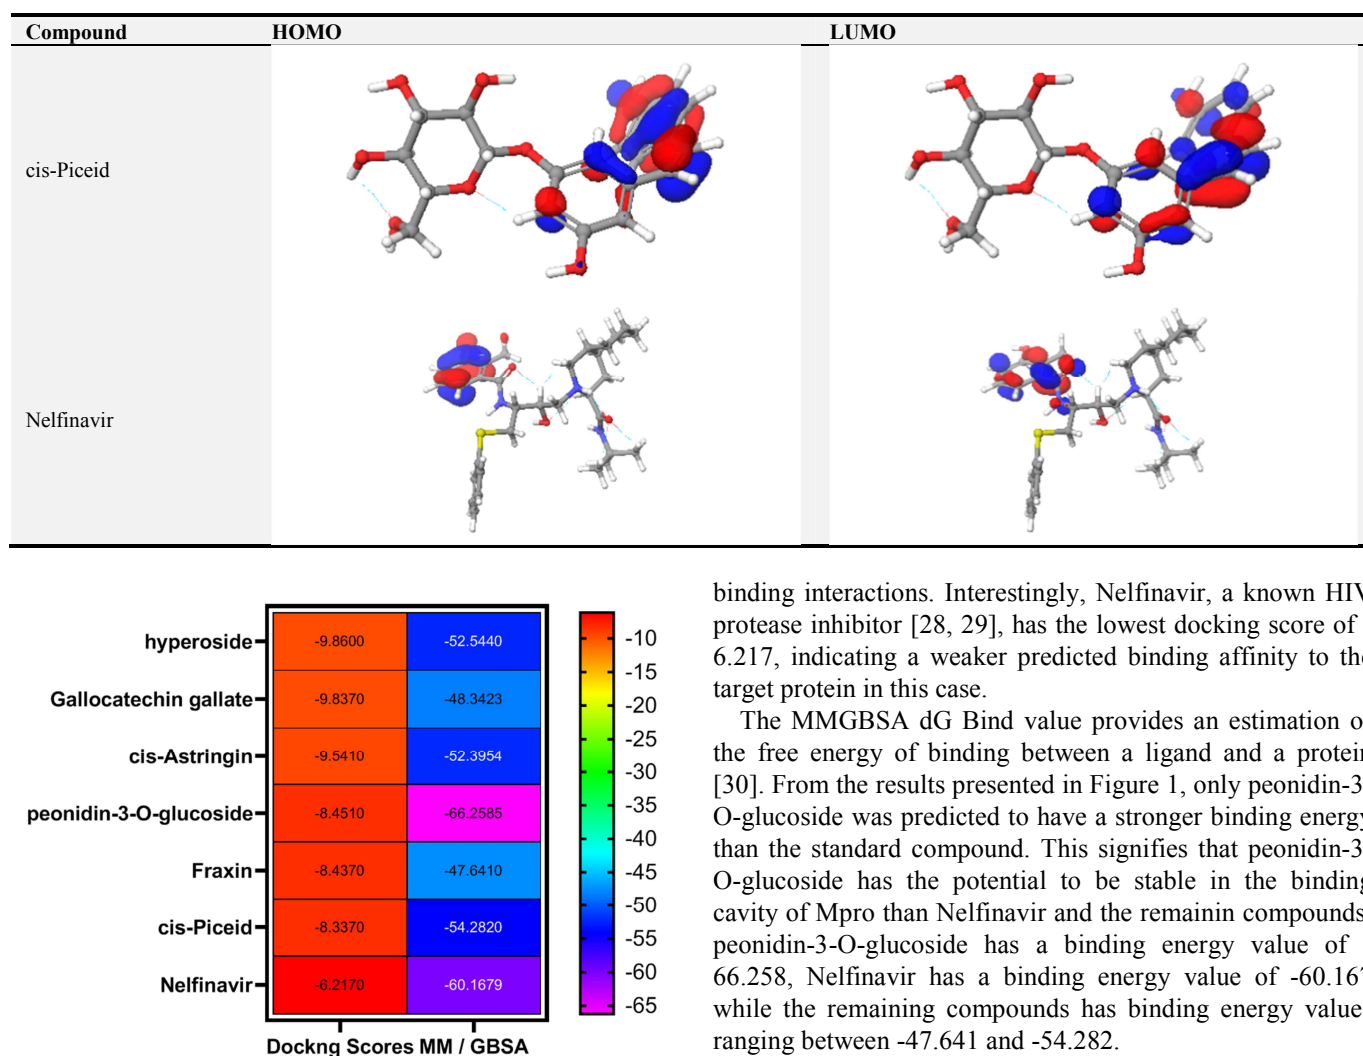 Compound HOMO LUMO
cis-Piceid
Nelfinavir
hyperoside -9.8600 -52.5440
Gallocatechin gallate -9.8370 -48.3423
cis-Astringin -9.5410 -52.3954
peonidin-3-O-glucoside -8.4510 -66.2585
Fraxin -8.4370 -47.6410
cis-Piceid -8.3370 -54.2820
Nelfinavir -6.2170 -60.1679
Dockng Scores MM / GBSA
-10
-15
-20
-25
-30
-35
-40
-45
-50
-55
-60
-65
binding interactions. Interestingly, Nelfinavir, a known HIV
protease inhibitor [28, 29], has the lowest docking score of
6.217, indicating a weaker predicted binding affinity to the
target protein in this case.
The MMGBSA dG Bind value provides an estimation o
the free energy of binding between a ligand and a protein
[30]. From the results presented in Figure 1, only peonidin-3
O-glucoside was predicted to have a stronger binding energy
than the standard compound. This signifies that peonidin-3
O-glucoside has the potential to be stable in the binding
cavity of Mpro than Nelfinavir and the remainin compounds
peonidin-3-O-glucoside has a binding energy value of
66.258, Nelfinavir has a binding energy value of -60.167
while the remaining compounds has binding energy value
ranging between -47.641 and -54.282.